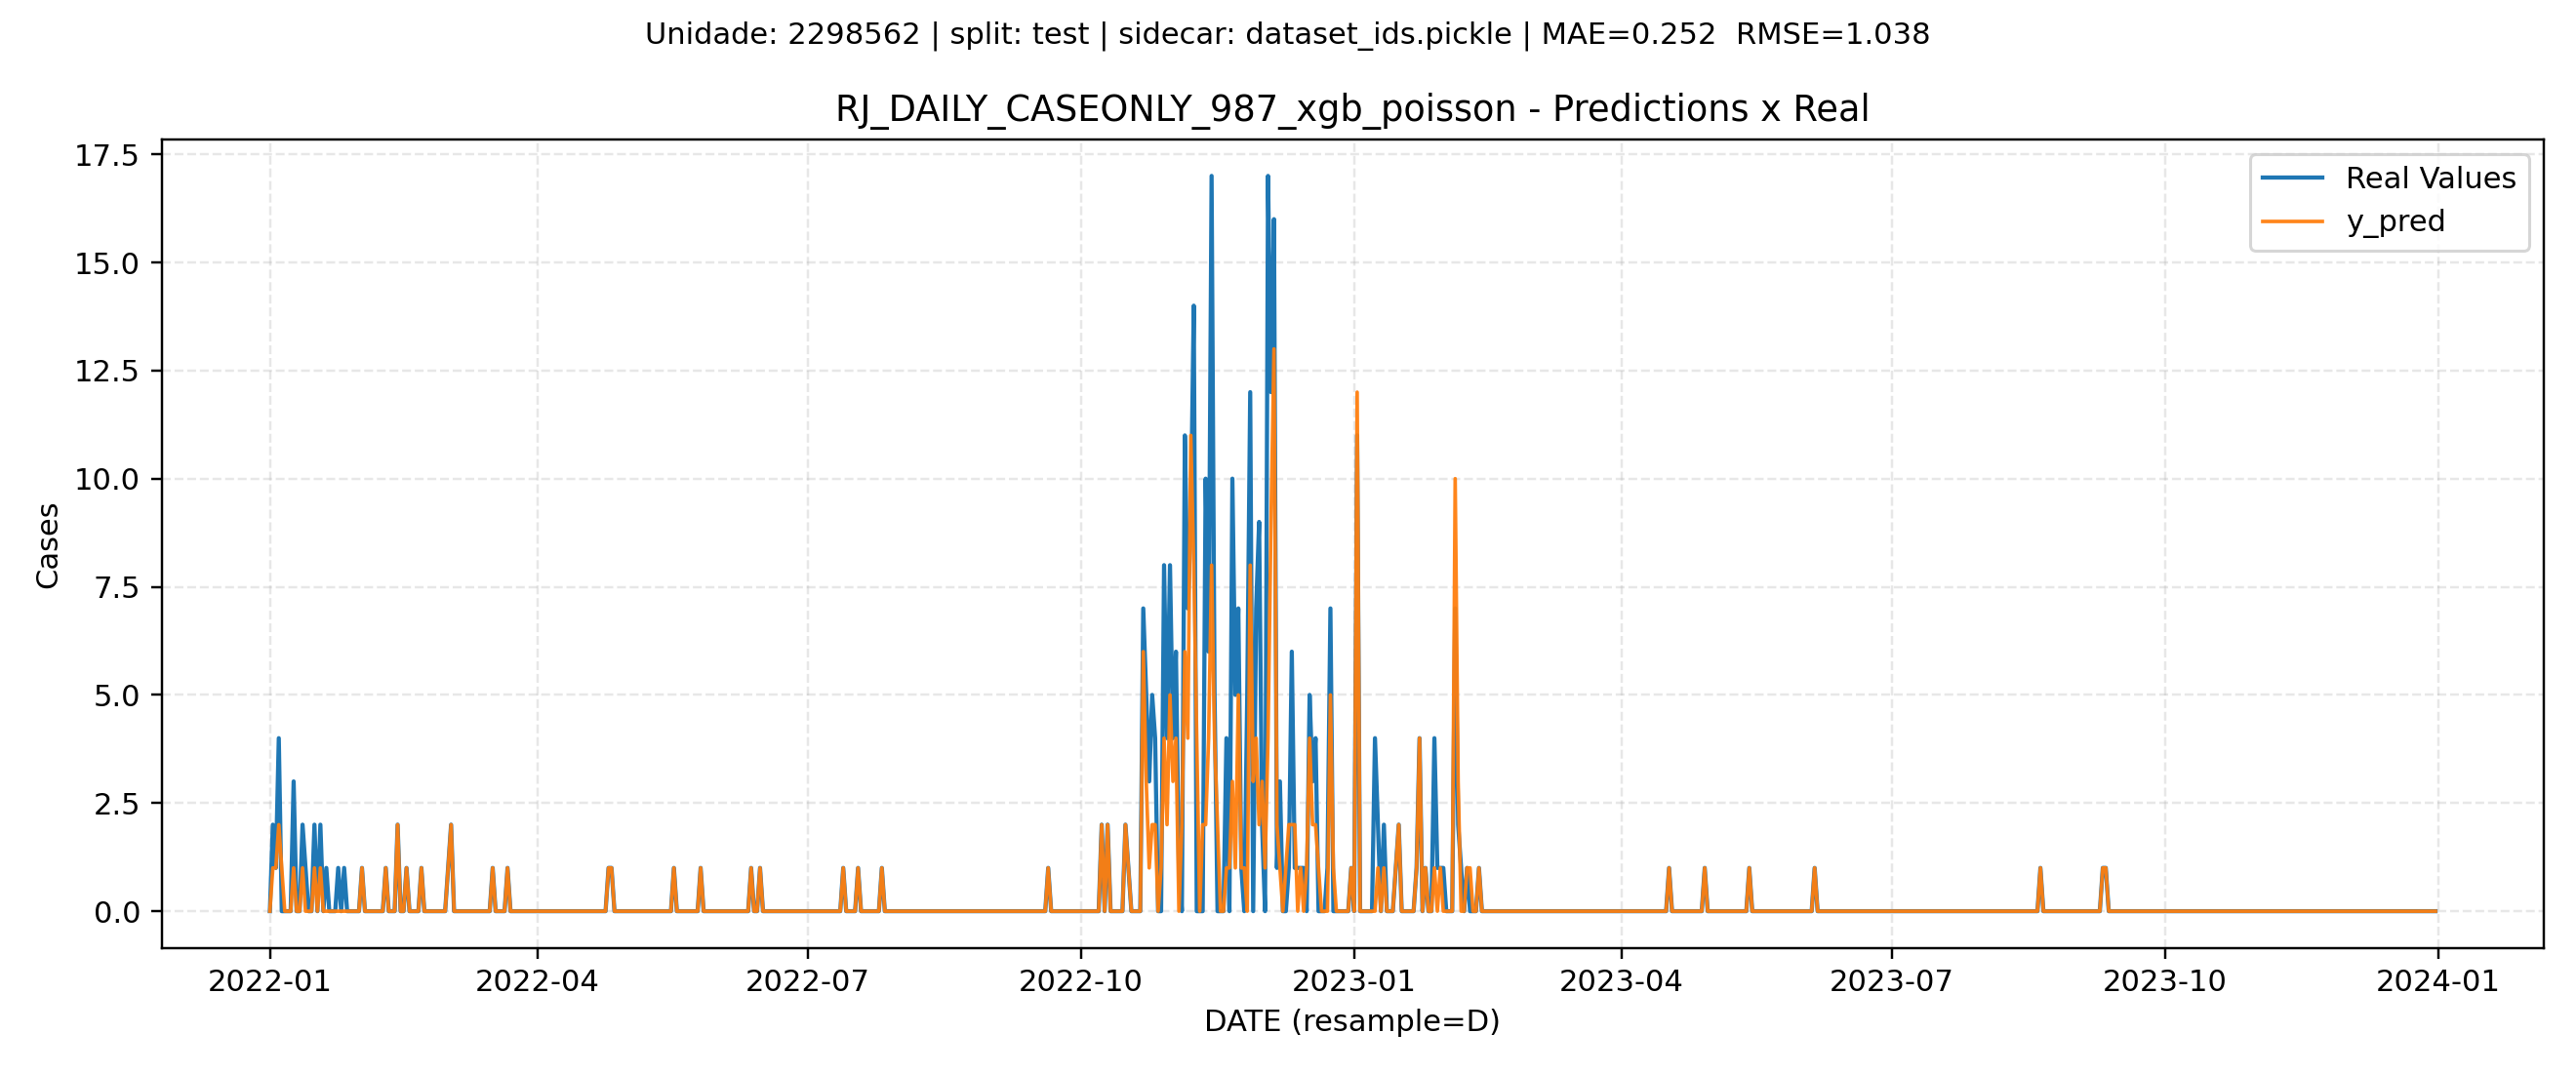 Unidade: 2298562 | split: test | sidecar: dataset_ids.pickle | MAE=0.252  RMSE=1.038
RJ_DAILY_CASEONLY_987_xgb_poisson - Predictions x Real
17.5
15.0
12.5
10.0
7.5
5.0
2.5
0.0
Cases
Real Values
y_pred
2022-01 2022-04 2022-07 2022-10 2023-01 2023-04 2023-07 2023-10 2024-01
DATE (resample=D)